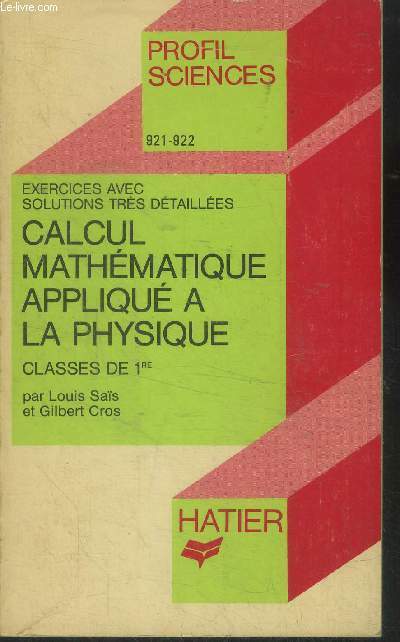 Le-livre.com
PROFIL
SCIENCES
921-922
EXERCICES AVEC
SOLUTIONS TRÈS DÉTAILLÉES
CALCUL
MATHÉMATIQUE
APPLIQUÉ A
LA PHYSIQUE
CLASSES DE 1RE
par Louis Saïs
et Gilbert Cros
HATIER